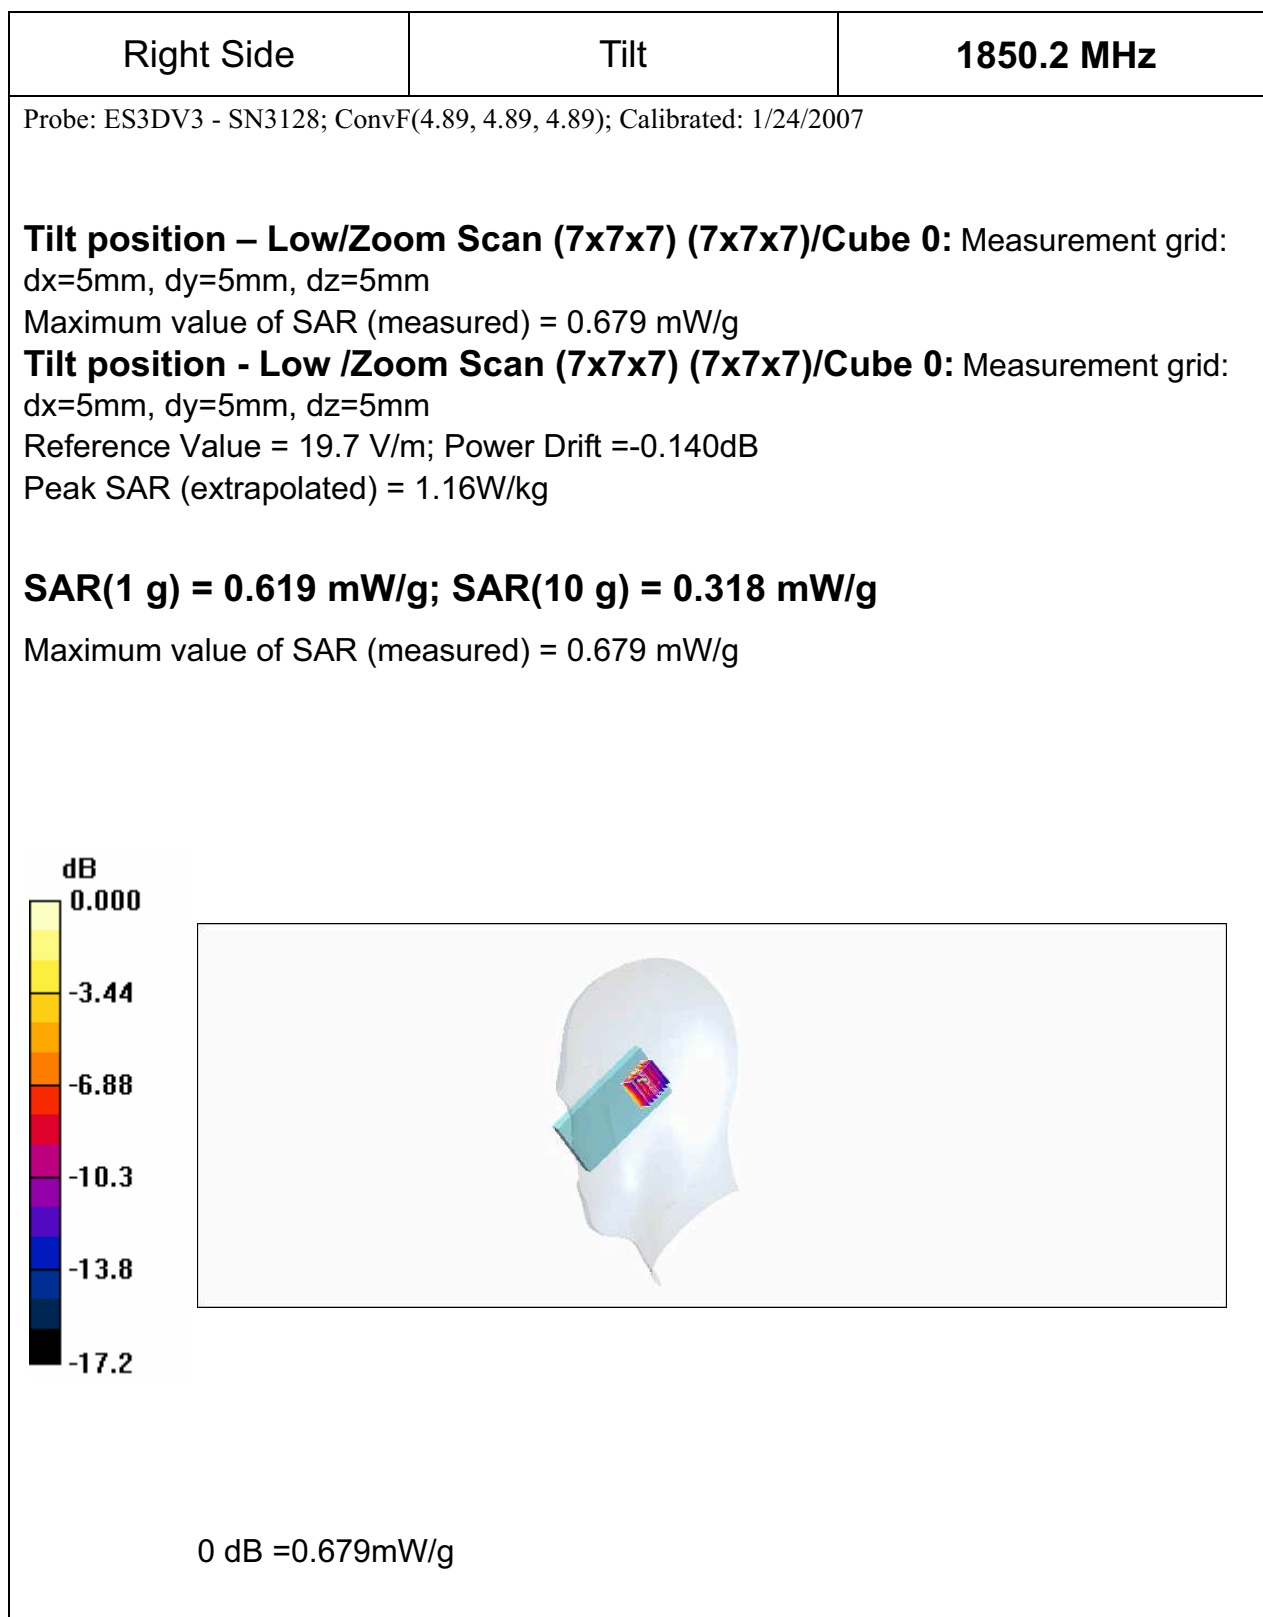 Right Side
Tilt
1850.2 MHz
Probe: ES3DV3 - SN3128; ConvF(4.89, 4.89, 4.89); Calibrated: 1/24/2007
Tilt position – Low/Zoom Scan (7x7x7) (7x7x7)/Cube 0: Measurement grid:
dx=5mm, dy=5mm, dz=5mm
Maximum value of SAR (measured) = 0.679 mW/g
Tilt position - Low /Zoom Scan (7x7x7) (7x7x7)/Cube 0: Measurement grid:
dx=5mm, dy=5mm, dz=5mm
Reference Value = 19.7 V/m; Power Drift =-0.140dB
Peak SAR (extrapolated) = 1.16W/kg
SAR(1 g) = 0.619 mW/g; SAR(10 g) = 0.318 mW/g
Maximum value of SAR (measured) = 0.679 mW/g
dB
0.000
-3.44
-6.88
-10.3
-13.8
-17.2
0 dB =0.679mW/g